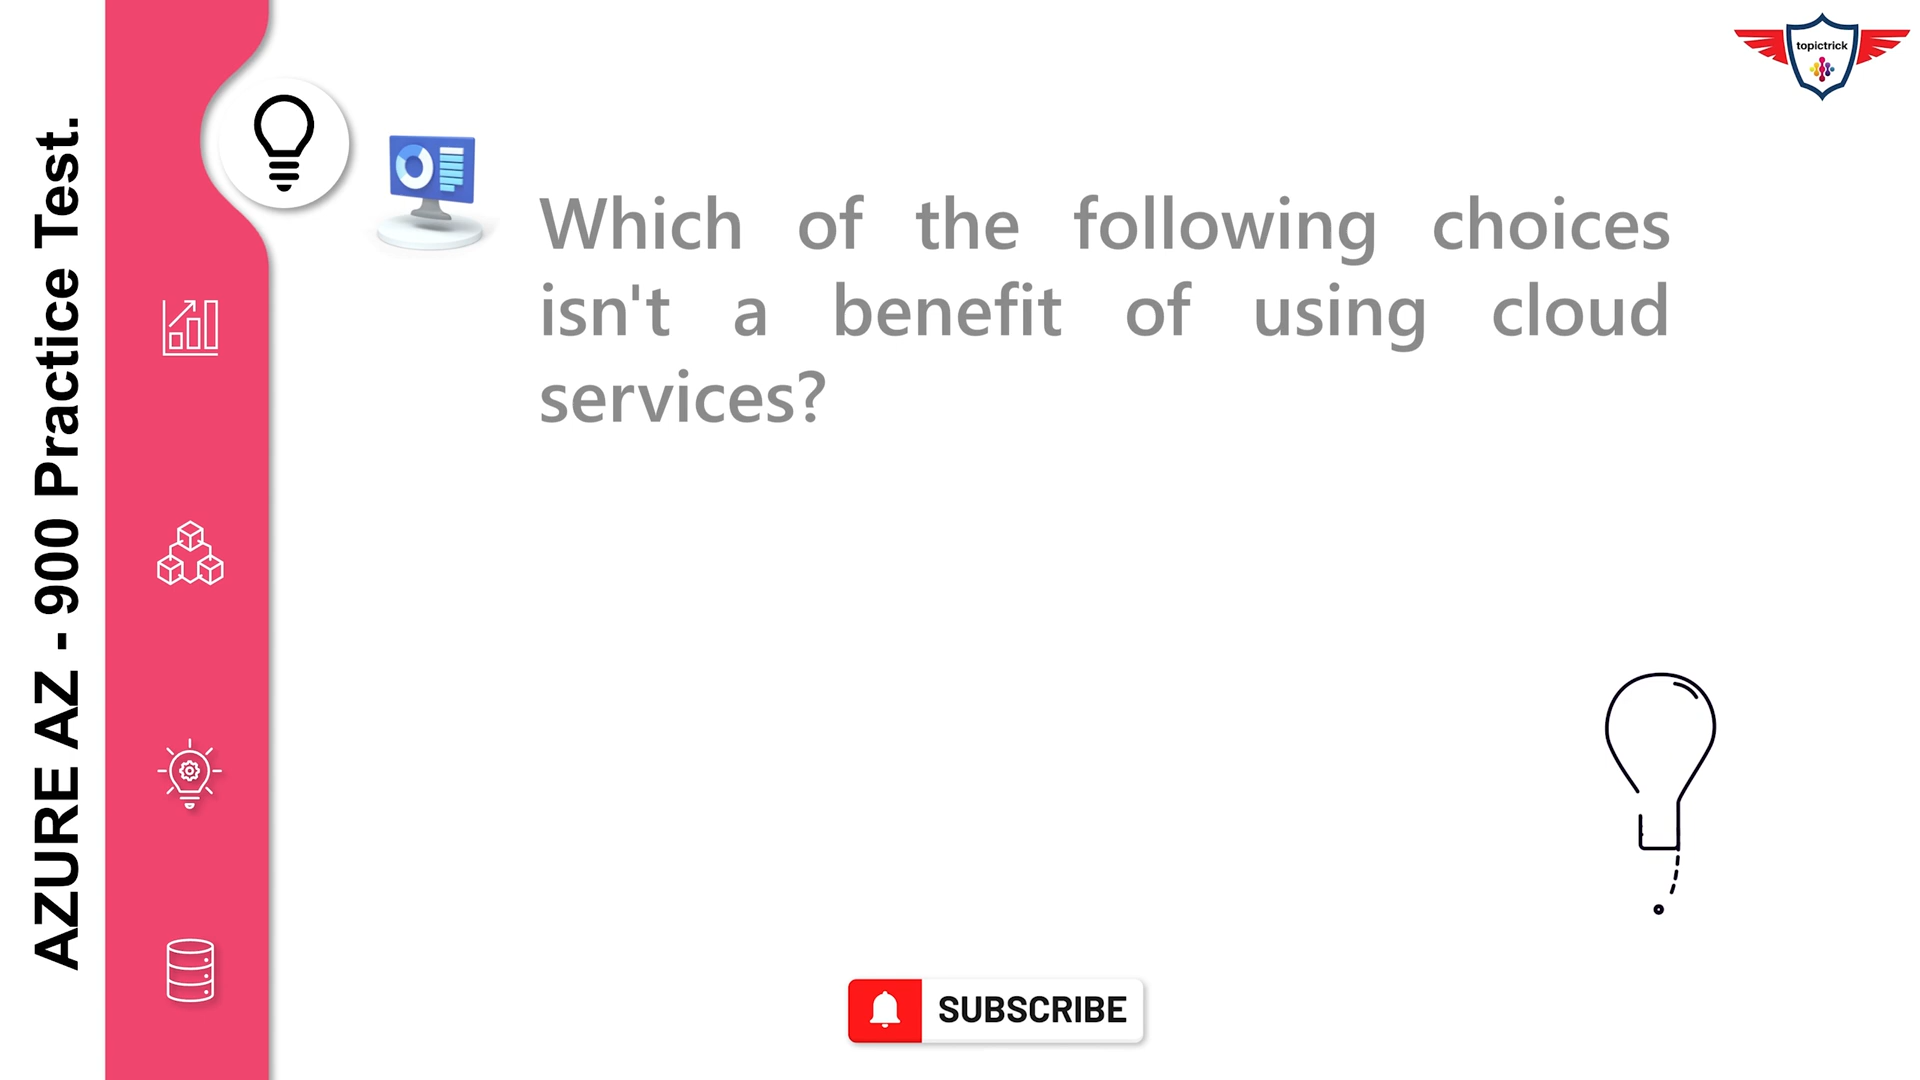 AZURE AZ - 900 Practice Test.
topictrick
Which of the following choices
isn't a benefit of using cloud
services?
SUBSCRIBE